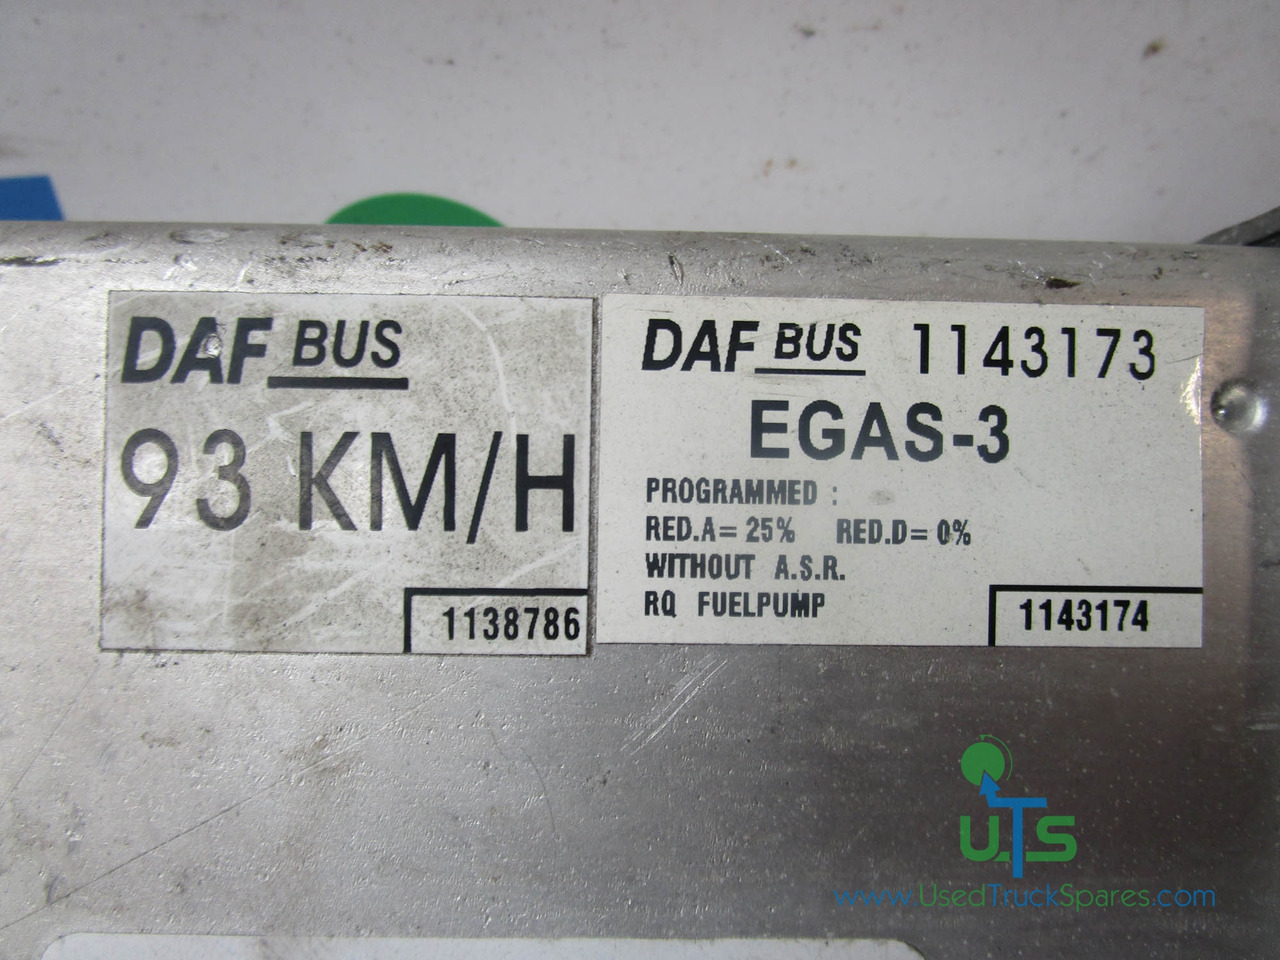 DAF BUS
93 KM/H
1138786
DAF BUS 1143173
EGAS-3
PROGRAMMED :
RED.A= 25% RED.D= 0%
WITHOUT A.S.R.
RQ FUELPUMP
1143174
UTS
www.UsedTruckSpares.com